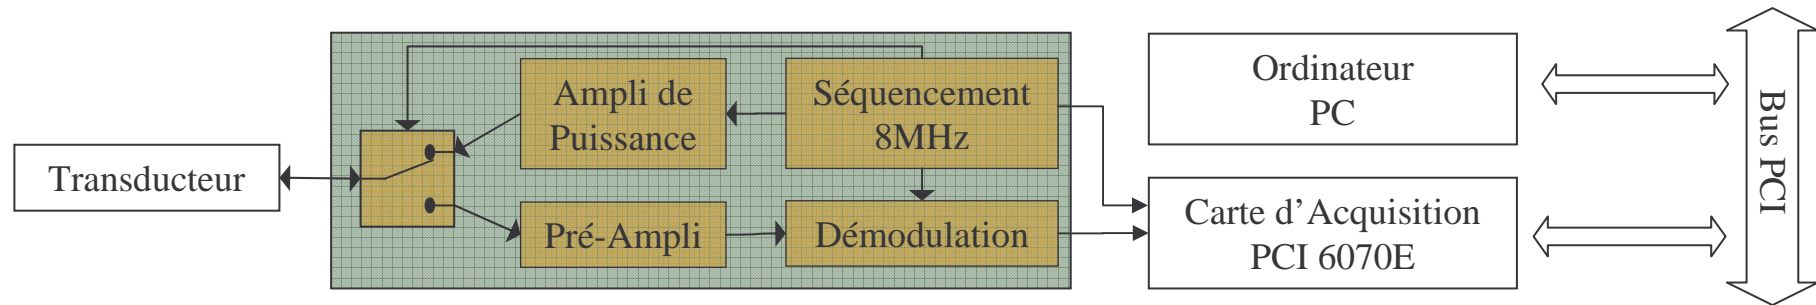 Transducteur
Ampli de
Puissance
Séquencement
8MHz
Pré-Ampli
Démodulation
Ordinateur
PC
Carte d’Acquisition
PCI 6070E
Bus PCI